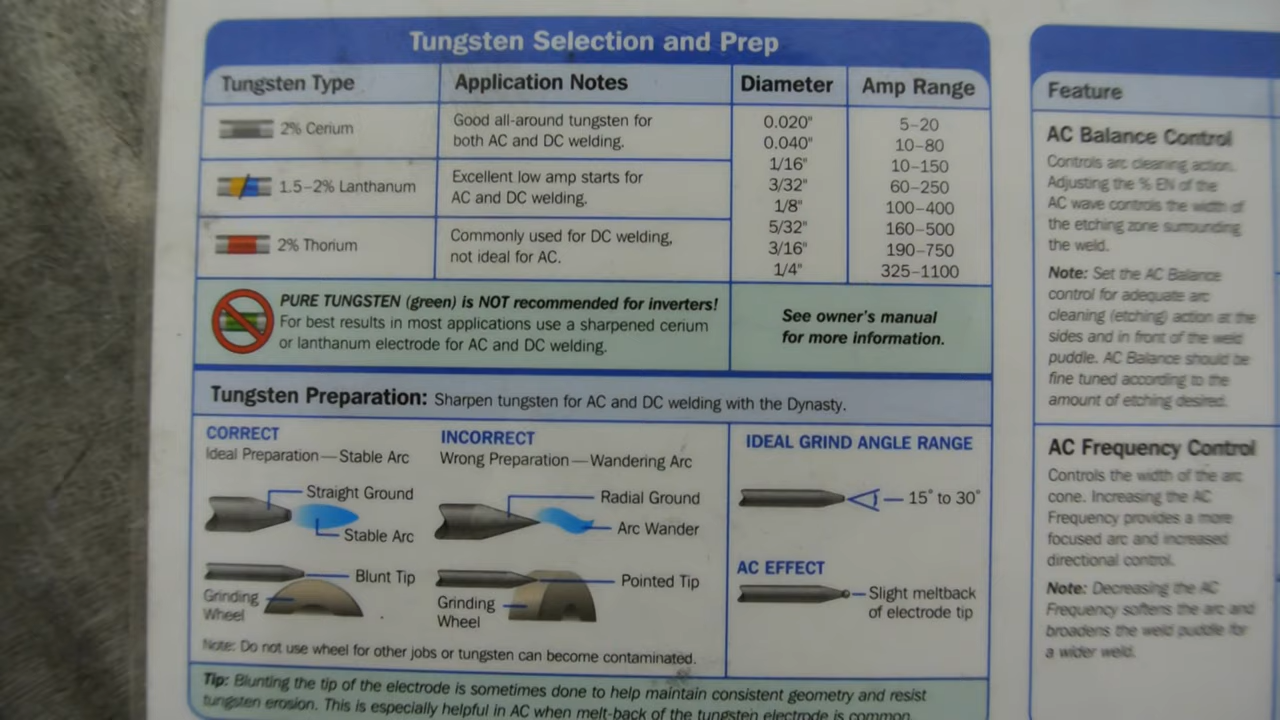 Tungsten Selection and Prep
Tungsten Type
Application Notes
Diameter
Amp Range
2% Cerium
Good all-around tungsten for
both AC and DC welding.
1.5–2% Lanthanum
Excellent low amp starts for
AC and DC welding.
2% Thorium
Commonly used for DC welding,
not ideal for AC.
0.020" 5–20
0.040" 10–80
1/16" 10–150
3/32" 60–250
1/8" 100–400
5/32" 160–500
3/16" 190–750
1/4" 325–1100
PURE TUNGSTEN (green) is NOT recommended for inverters!
For best results in most applications use a sharpened cerium
or lanthanum electrode for AC and DC welding.
See owner's manual
for more information.
Tungsten Preparation: Sharpen tungsten for AC and DC welding with the Dynasty.
CORRECT
Ideal Preparation—Stable Arc
Straight Ground
Stable Arc
Blunt Tip
Grinding
Wheel
INCORRECT
Wrong Preparation—Wandering Arc
Radial Ground
Arc Wander
Pointed Tip
Grinding
Wheel
Note: Do not use wheel for other jobs or tungsten can become contaminated.
IDEAL GRIND ANGLE RANGE
15° to 30°
AC EFFECT
Slight meltback
of electrode tip
Tip: Blunting the tip of the electrode is sometimes done to help maintain consistent geometry and resist
tungsten erosion. This is especially helpful in AC when melt-back of the tungsten electrode is common.
Feature
AC Balance Control
Controls arc cleaning action.
Adjusting the % EN of the
AC wave controls the width of
the etching zone surrounding
the weld.
Note: Set the AC Balance
control for adequate arc
cleaning (etching) action at the
sides and in front of the weld
puddle. AC Balance should be
fine tuned according to the
amount of etching desired.
AC Frequency Control
Controls the width of the arc
cone. Increasing the AC
Frequency provides a more
focused arc and increased
directional control.
Note: Decreasing the AC
Frequency softens the arc and
broadens the weld puddle for
a wider weld.